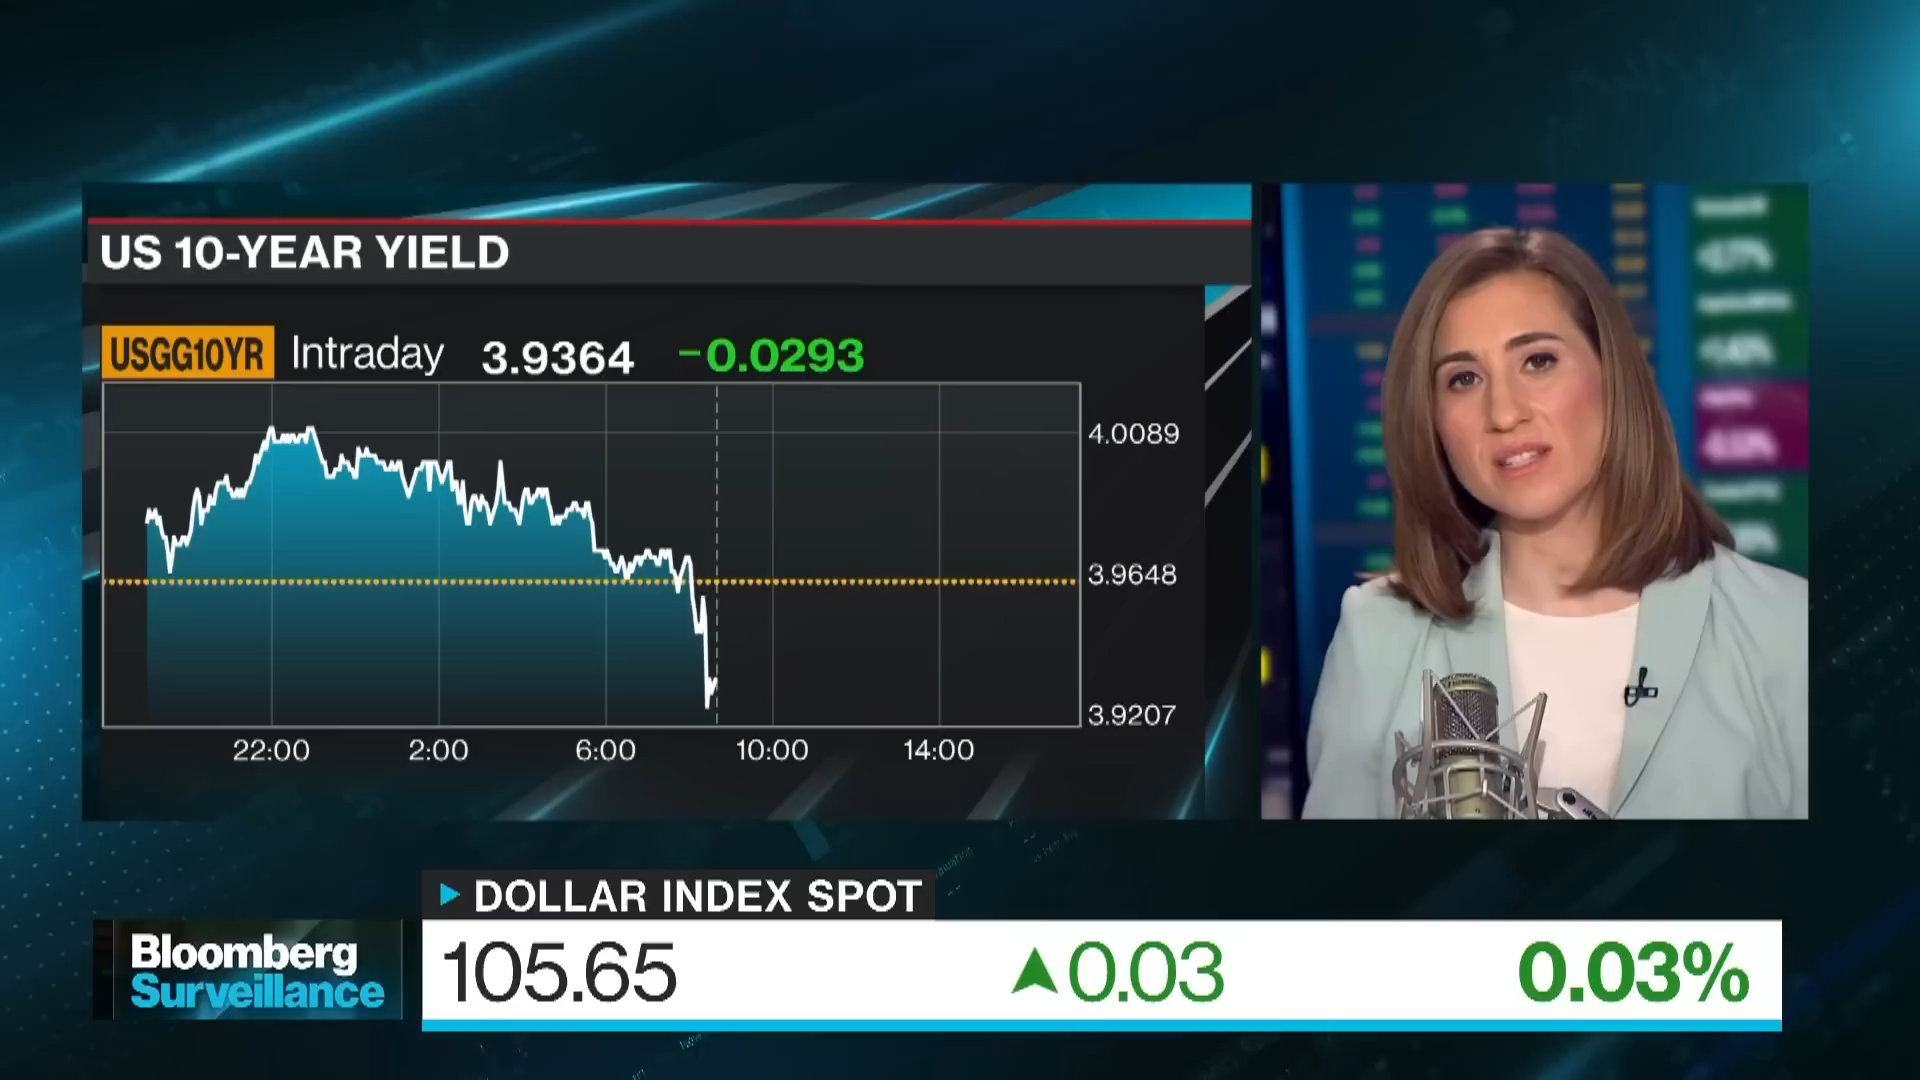 US 10-YEAR YIELD
USGG10YR Intraday 3.9364 -0.0293
4.0089
3.9648
3.9207
22:00 2:00 6:00 10:00 14:00
DOLLAR INDEX SPOT
Bloomberg
Surveillance
105.65 ▲0.03 0.03%